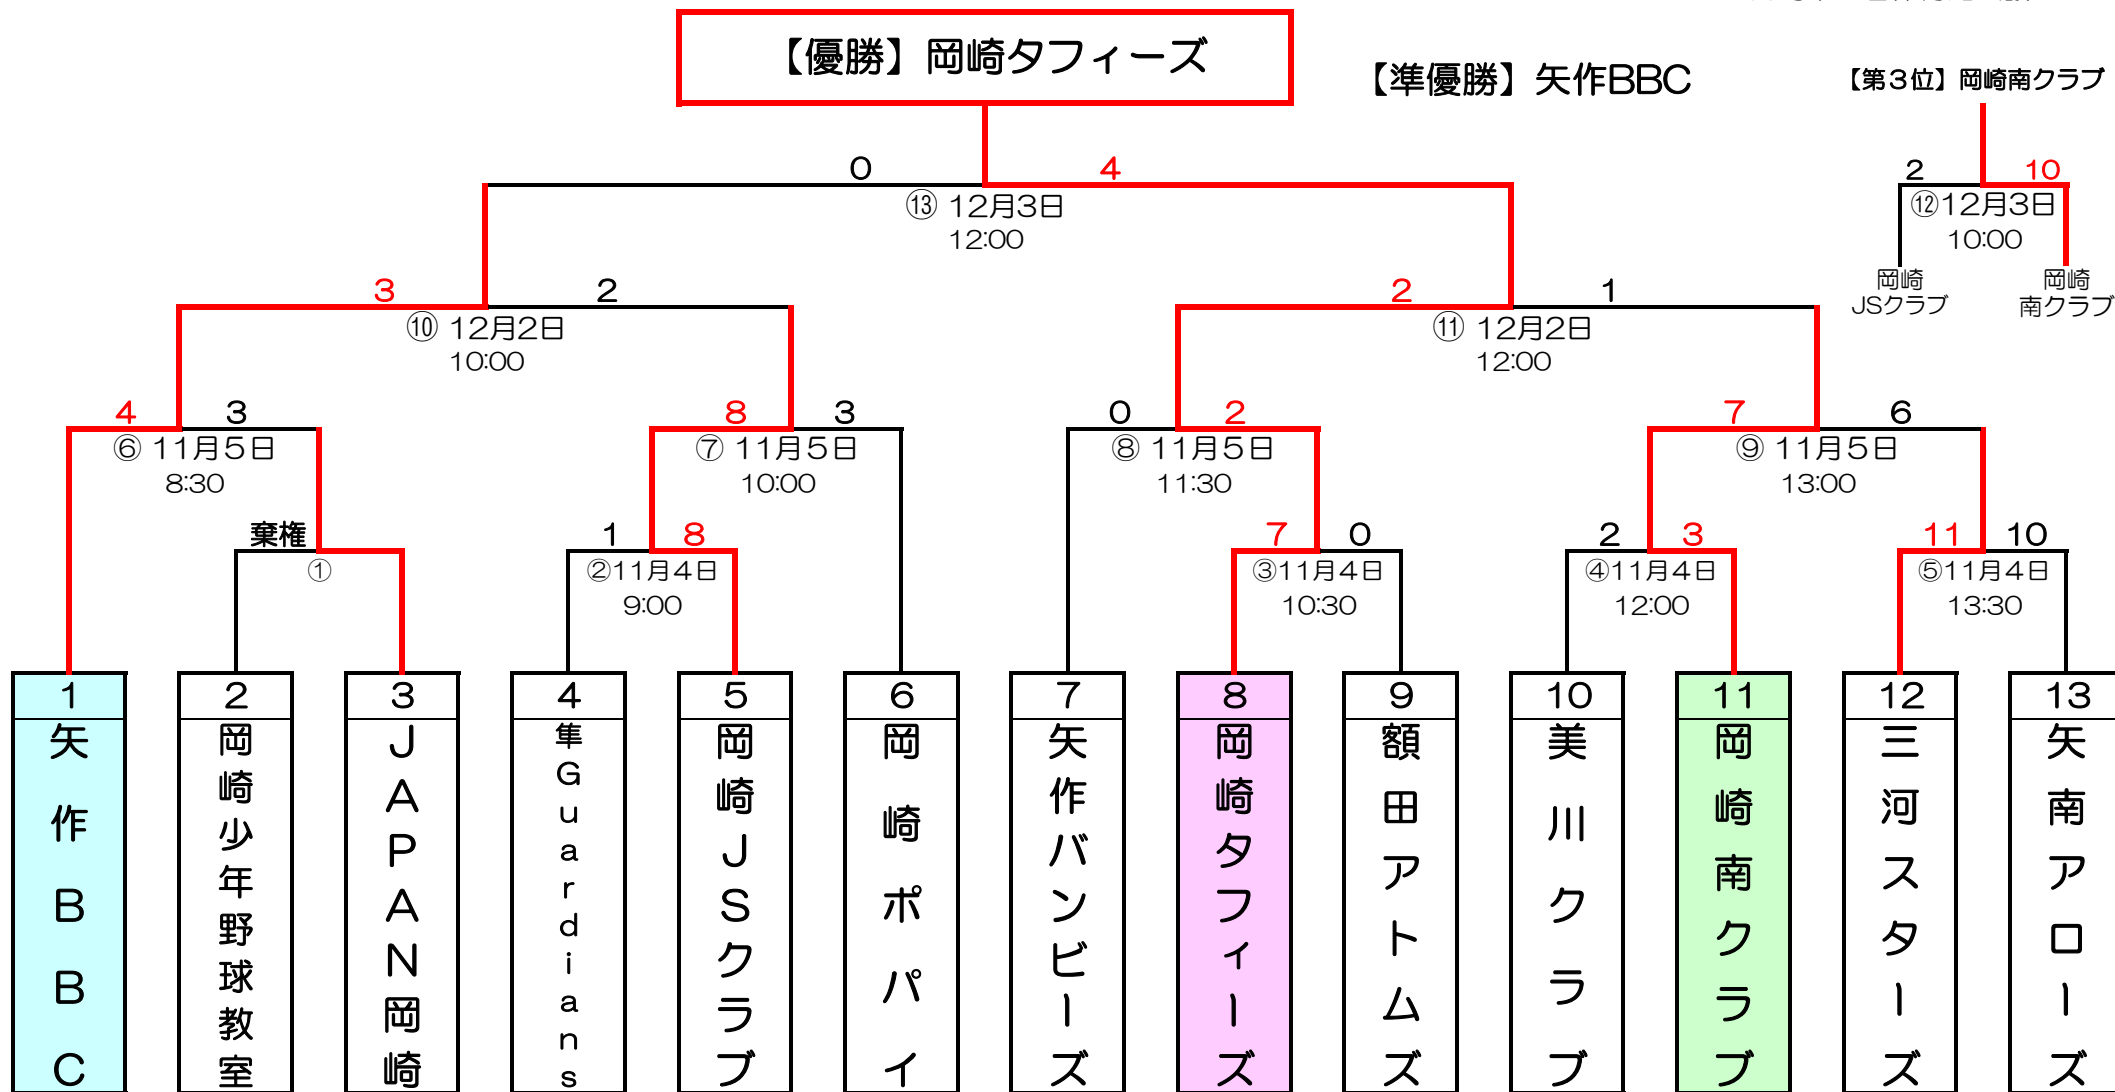 【優勝】岡崎タフィーズ
【準優勝】矢作BBC
【第３位】岡崎南クラブ
0 4
⑬ 12月3日
12:00
2 10
⑫12月3日
10:00
岡崎
JSクラブ
岡崎
南クラブ
3 2
⑩ 12月2日
10:00
2 1
⑪ 12月2日
12:00
4 3
⑥ 11月5日
8:30
8 3
⑦ 11月5日
10:00
0 2
⑧ 11月5日
11:30
7 6
⑨ 11月5日
13:00
棄権
①
1 8
②11月4日
9:00
7 0
③11月4日
10:30
2 3
④11月4日
12:00
11 10
⑤11月4日
13:30
1
矢作BBC
2
岡崎少年野球教室
3
JAPAN岡崎
4
隼Guardians
5
岡崎JSクラブ
6
岡崎ポパイ
7
矢作バンビーズ
8
岡崎タフィーズ
9
額田アトムズ
10
美川クラブ
11
岡崎南クラブ
12
三河スターズ
13
矢南アローズ